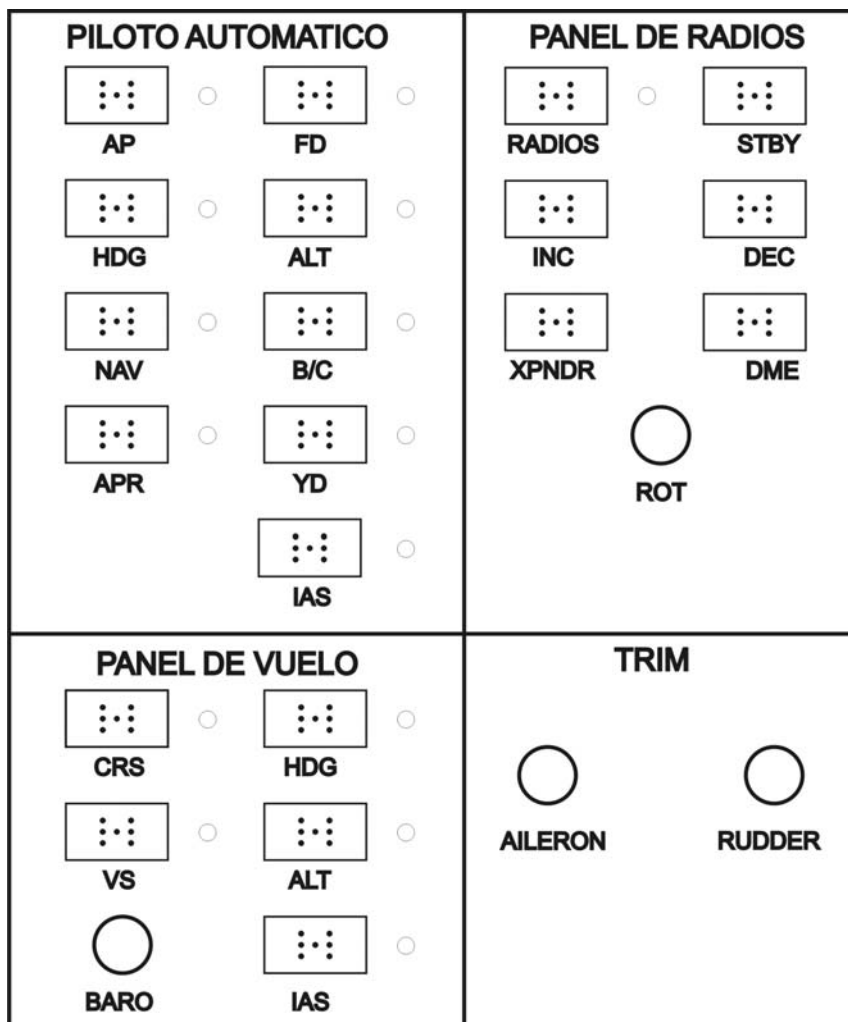 PILOTO AUTOMATICO
AP FD
HDG ALT
NAV B/C
APR YD
IAS
PANEL DE RADIOS
RADIOS STBY
INC DEC
XPNDR DME
ROT
PANEL DE VUELO
CRS HDG
VS ALT
BARO IAS
TRIM
AILERON RUDDER